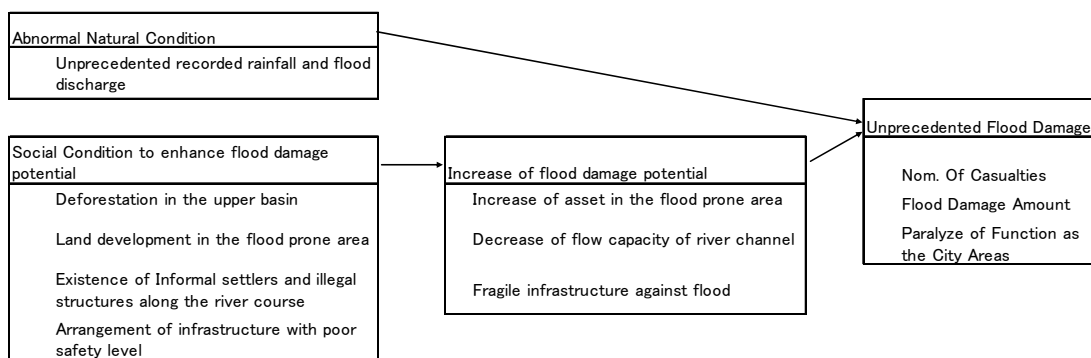 Abnormal Natural Condition
Unprecedented recorded rainfall and flood
discharge
Social Condition to enhance flood damage
potential
Deforestation in the upper basin
Land development in the flood prone area
Existence of Informal settlers and illegal
structures along the river course
Arrangement of infrastructure with poor
safety level
Increase of flood damage potential
Increase of asset in the flood prone area
Decrease of flow capacity of river channel
Fragile infrastructure against flood
Unprecedented Flood Damage
Nom. Of Casualties
Flood Damage Amount
Paralyze of Function as
the City Areas